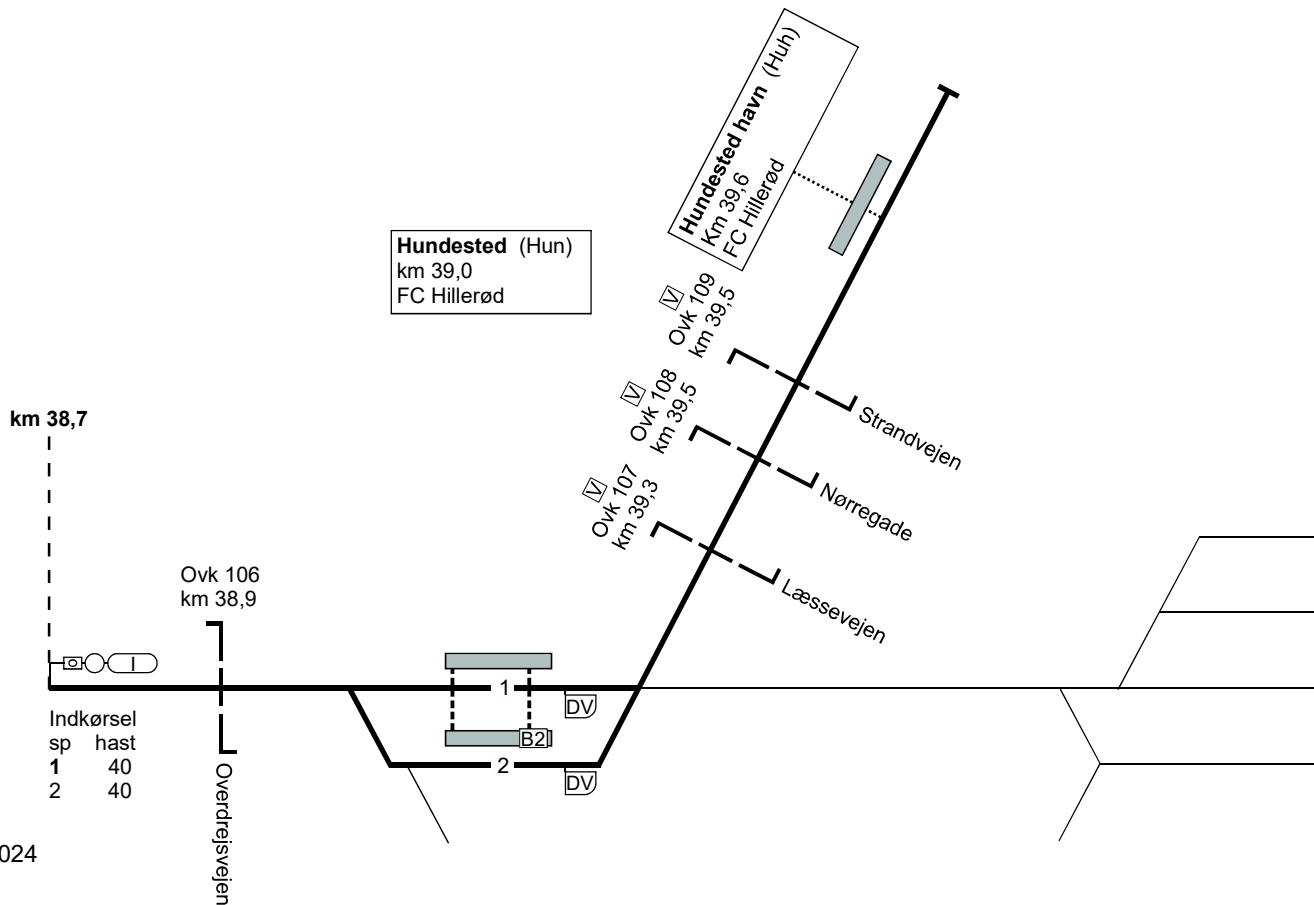 Hundested havn (Huh)
Km 39,6
FC Hillerød
Hundested (Hun)
km 39,0
FC Hillerød
V
Ovk 109
km 39,5
Strandvejen
V
Ovk 108
km 39,5
Nørregade
V
Ovk 107
km 39,3
Læssevejen
km 38,7
Ovk 106
km 38,9
I
1
DV
B2
2
DV
Indkørsel
sp hast
1 40
2 40
Overdrejsvejen
024